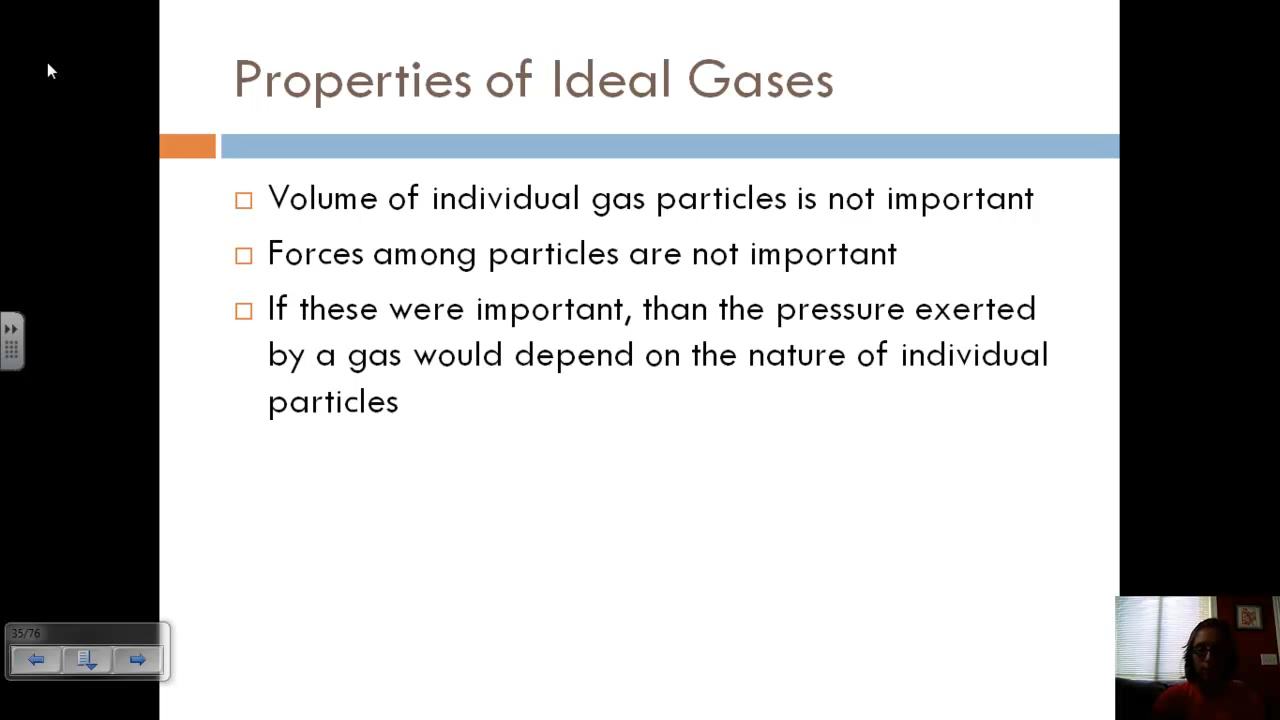 Properties of Ideal Gases
Volume of individual gas particles is not important
Forces among particles are not important
If these were important, than the pressure exerted
by a gas would depend on the nature of individual
particles
35/76